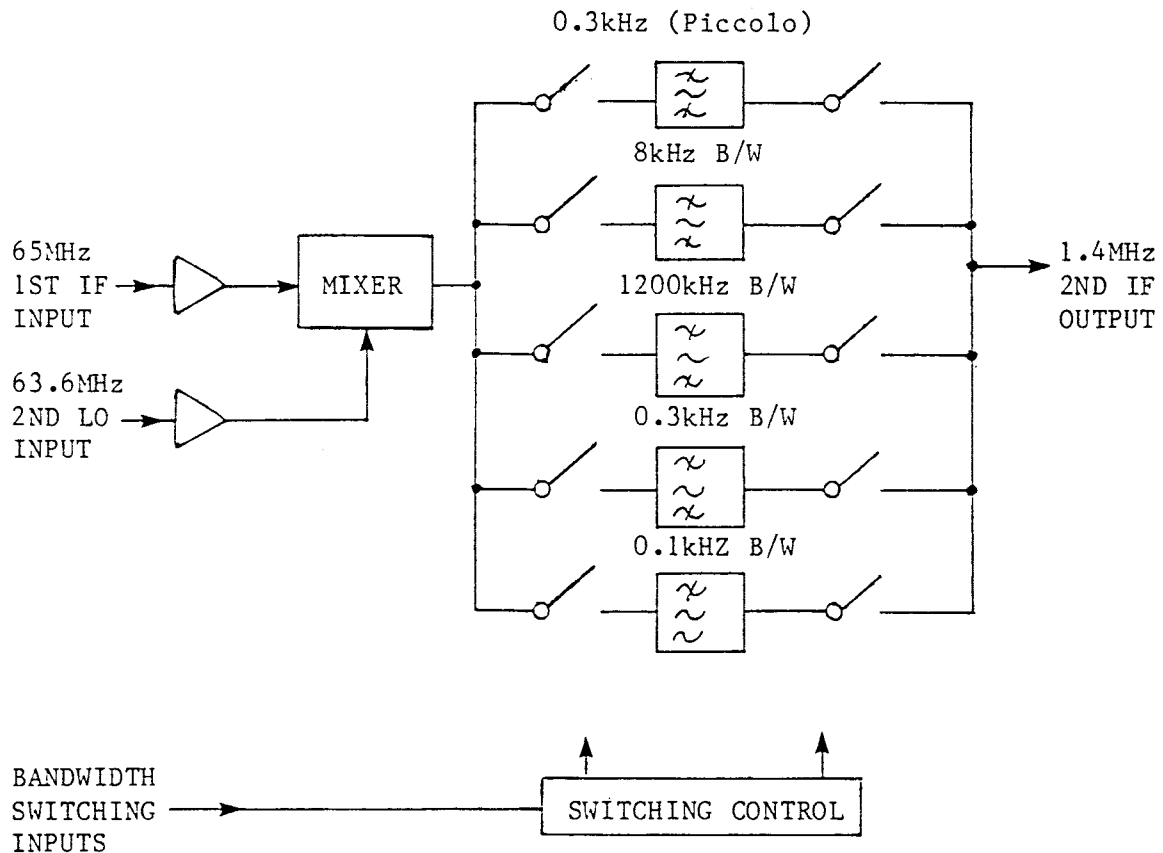 0.3kHz (Piccolo)
8kHz B/W
65MHz
1ST IF
INPUT
MIXER
1200kHz B/W
1.4MHz
2ND IF
OUTPUT
63.6MHz
2ND LO
INPUT
0.3kHz B/W
0.1kHZ B/W
BANDWIDTH
SWITCHING
INPUTS
SWITCHING CONTROL